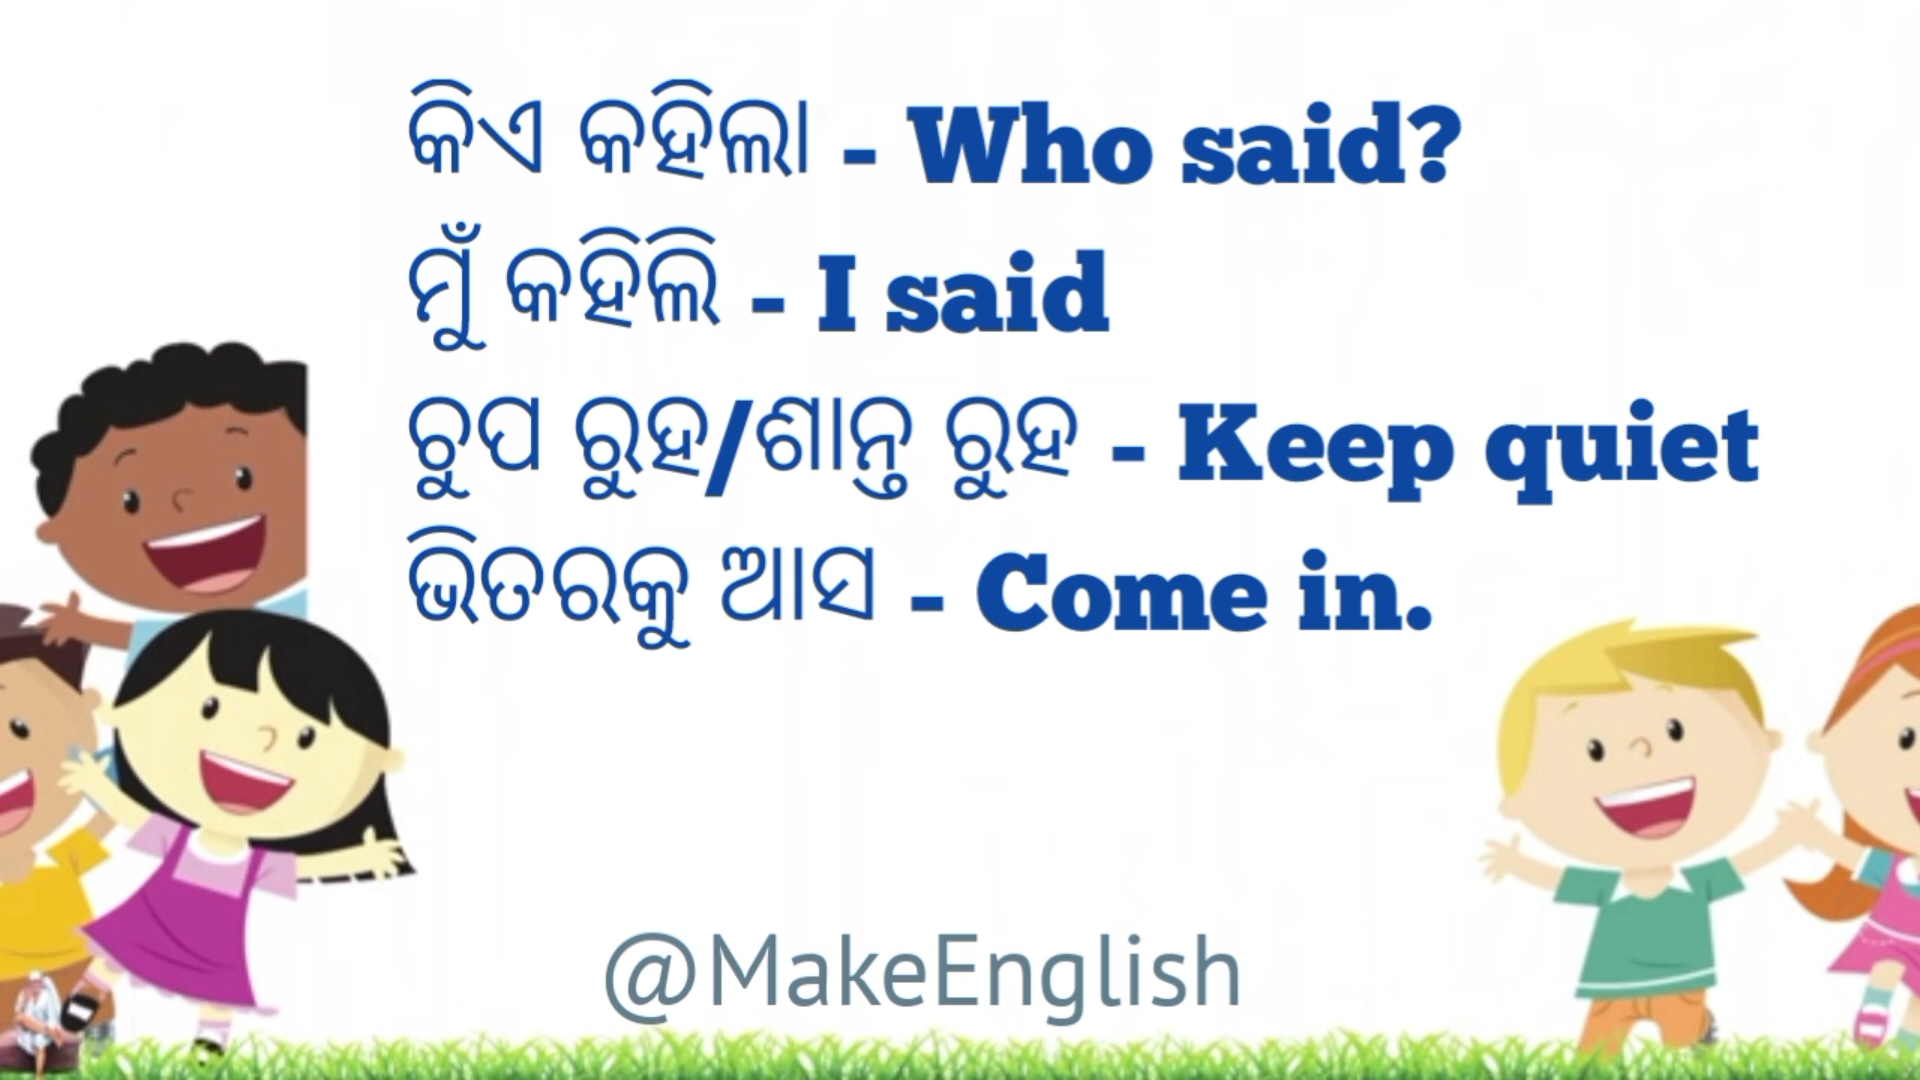 କିଏ କହିଲା - Who said?
ମୁଁ କହିଲି - I said
ଚୁପ ରୁହ/ଶାନ୍ତ ରୁହ - Keep quiet
ଭିତରକୁ ଆସ - Come in.
@MakeEnglish